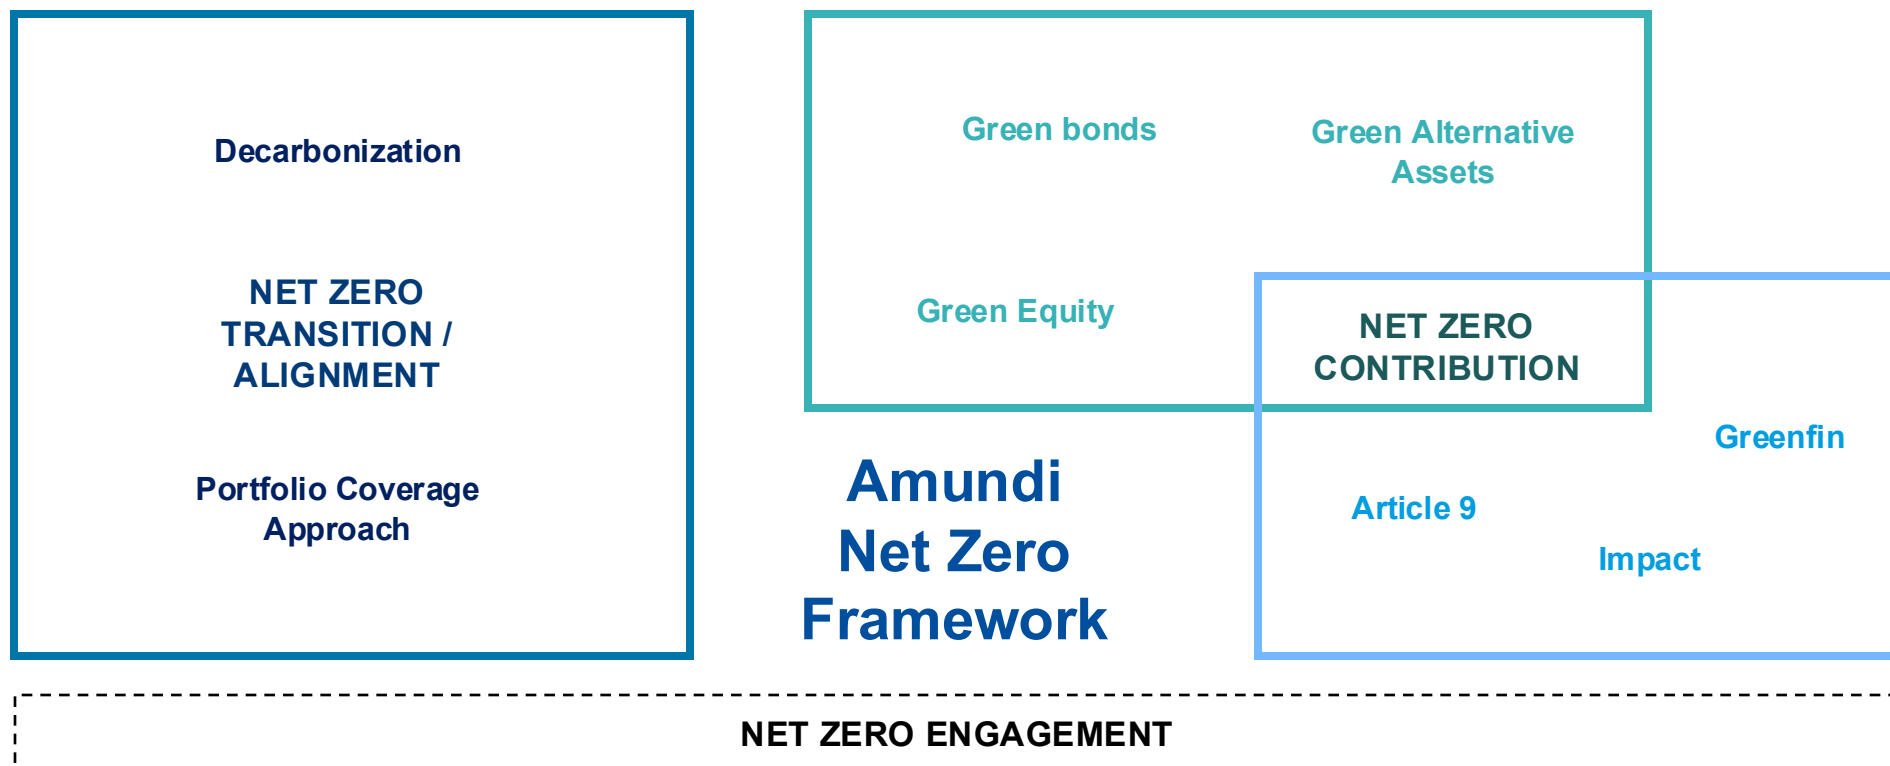 Decarbonization
NET ZERO
TRANSITION /
ALIGNMENT
Portfolio Coverage
Approach
Green bonds
Green Alternative
Assets
Green Equity
NET ZERO
CONTRIBUTION
Greenfin
Article 9
Impact
Amundi
Net Zero
Framework
NET ZERO ENGAGEMENT